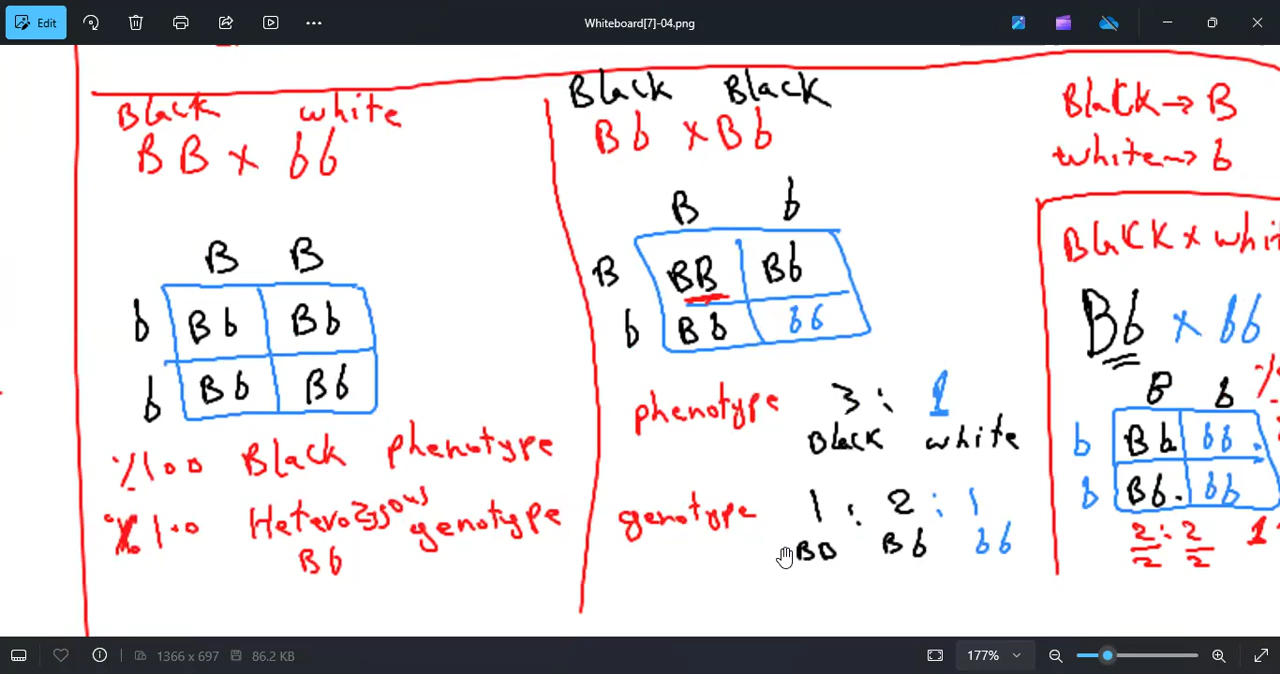 Edit
Whiteboard[7]-04.png
Black white
BB x bb
B B
b Bb Bb
b Bb Bb
%100 Black phenotype
%100 Heterozygous genotype
Bb
Black Black
Bb x Bb
B b
B BB Bb
b Bb bb
phenotype 3 : 1
Black white
genotype 1 : 2 : 1
BB Bb bb
Black → B
white → b
Black x whi
Bb x bb
B b
b Bb bb
b Bb bb
2/2 : 2/2 1
1366 x 697
86.2 KB
177%